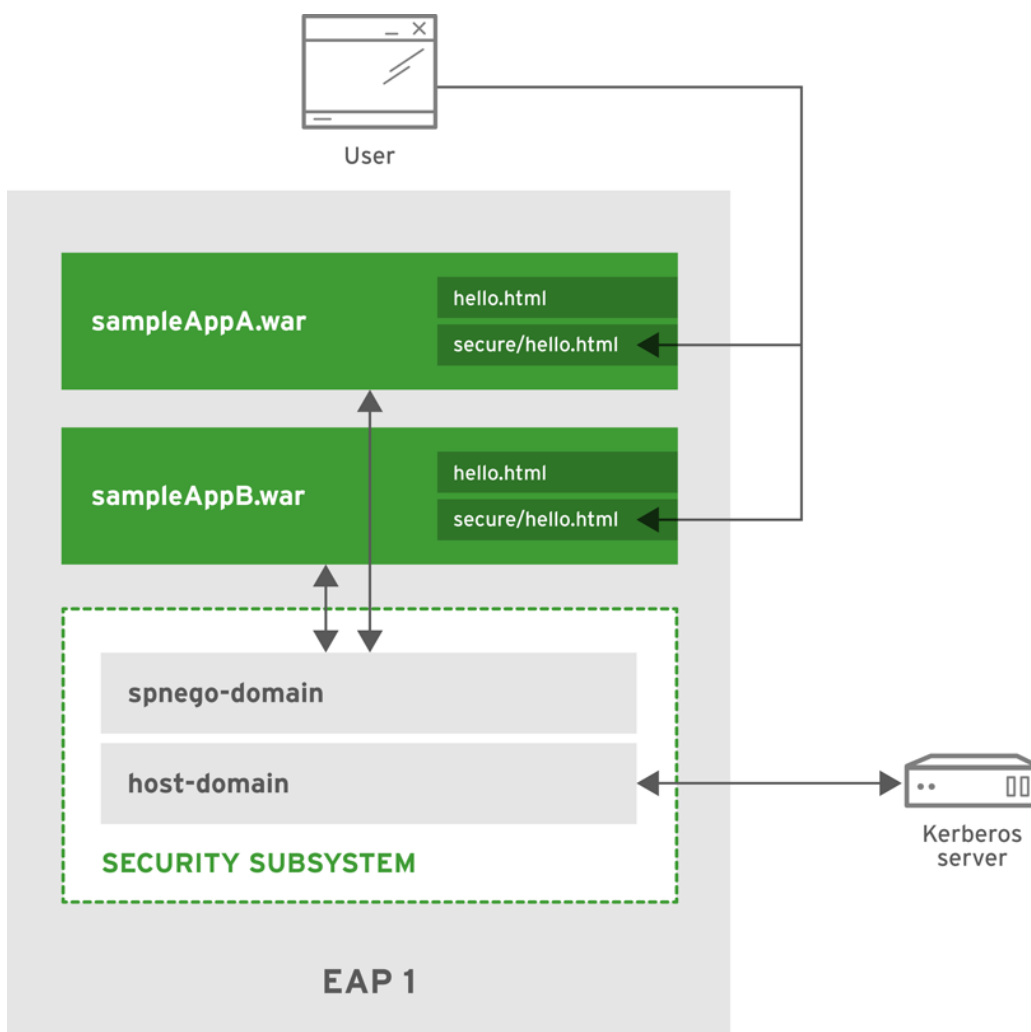 User
sampleAppA.war
hello.html
secure/hello.html
sampleAppB.war
hello.html
secure/hello.html
spnego-domain
host-domain
SECURITY SUBSYSTEM
Kerberos
server
EAP 1